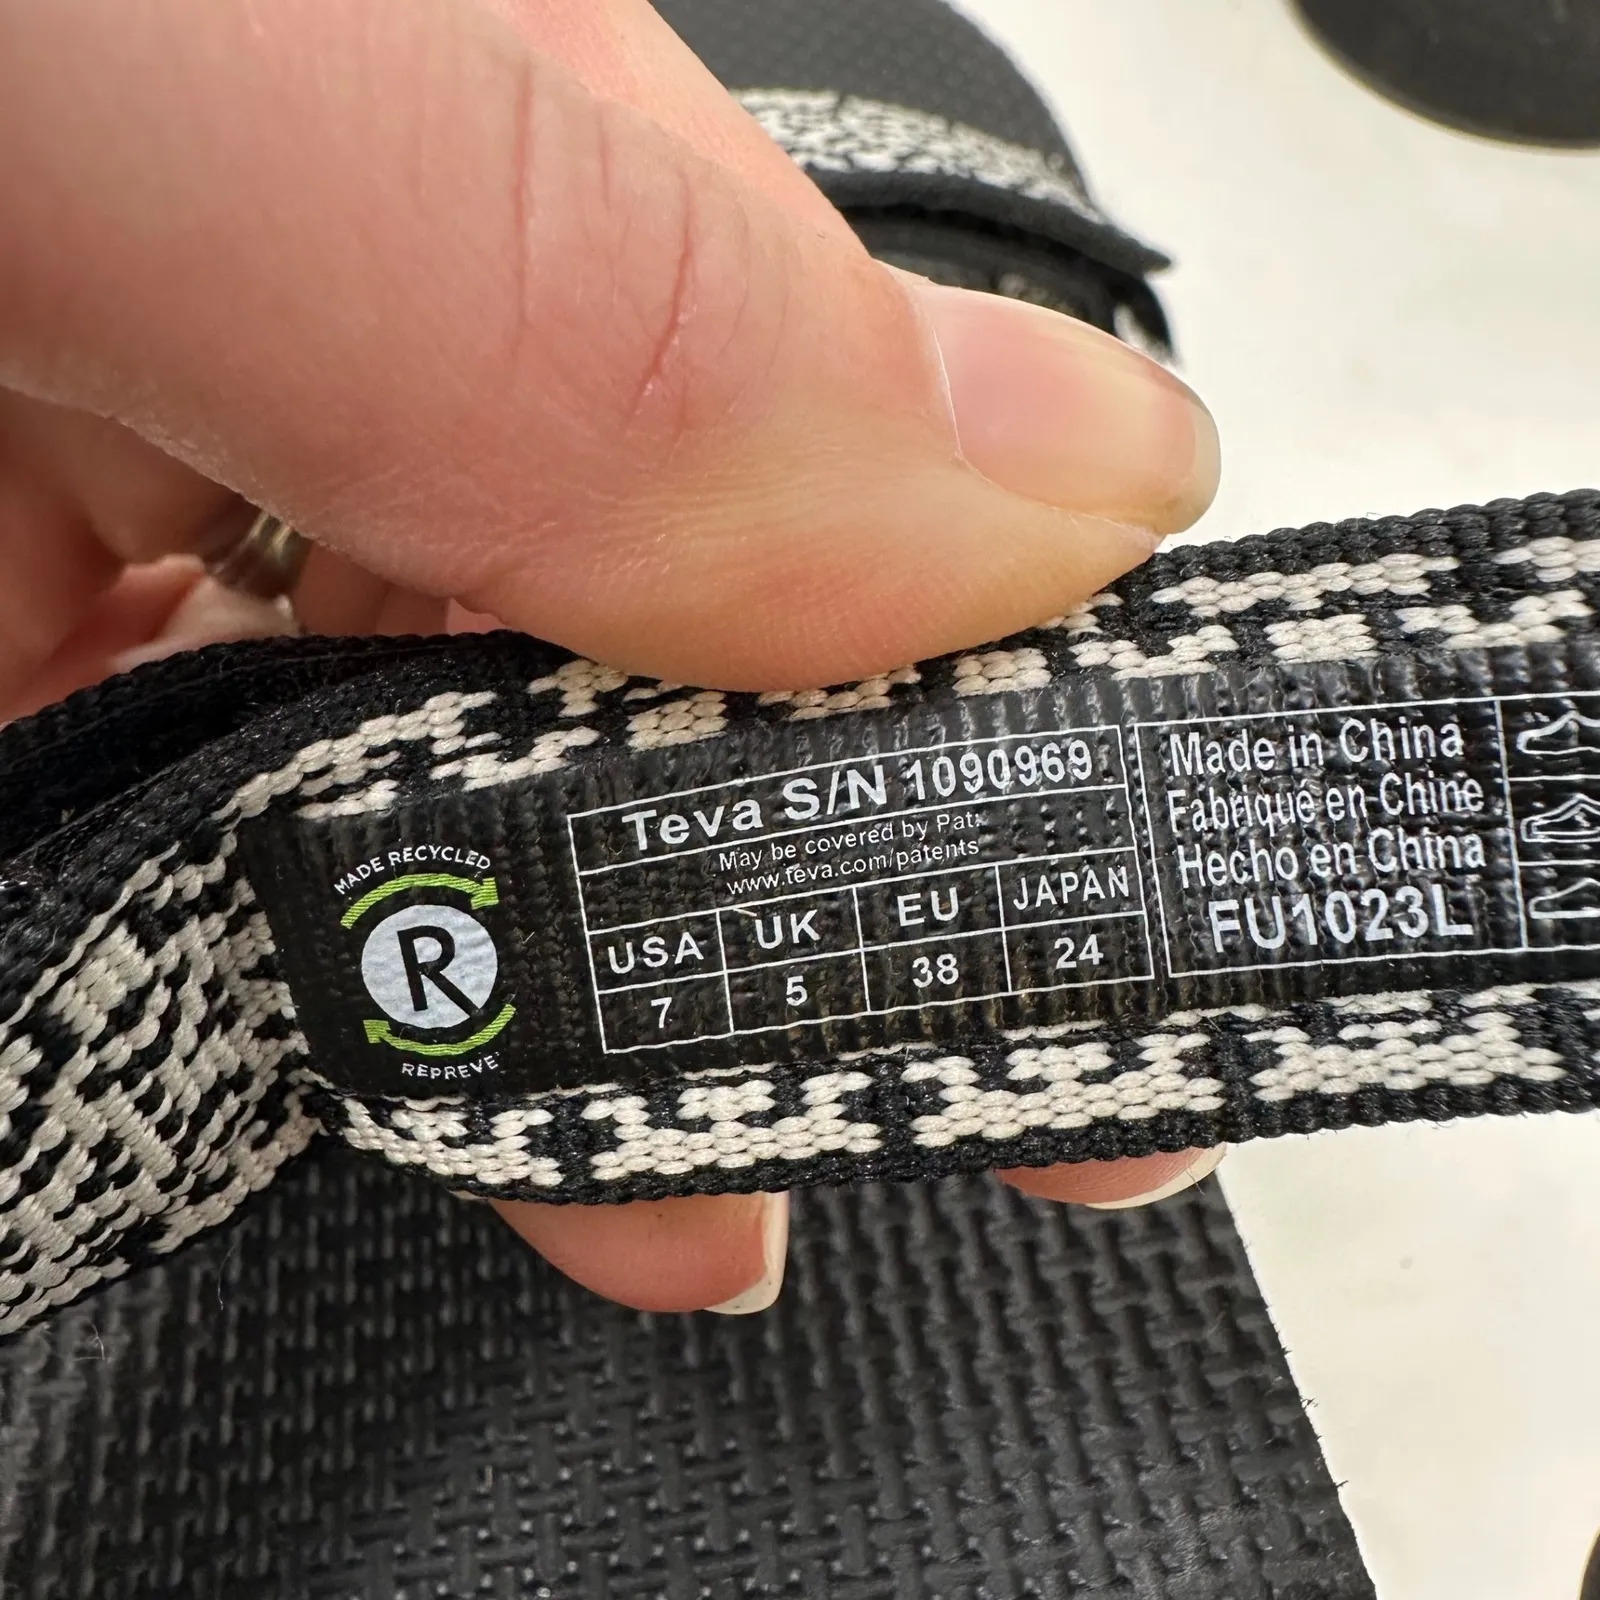 MADE RECYCLED
R
REPREVE
Teva S/N 1090969
May be covered by Pat:
www.teva.com/patents
USA UK EU JAPAN
7 5 38 24
Made in China
Fabriqué en Chine
Hecho en China
FU1023L